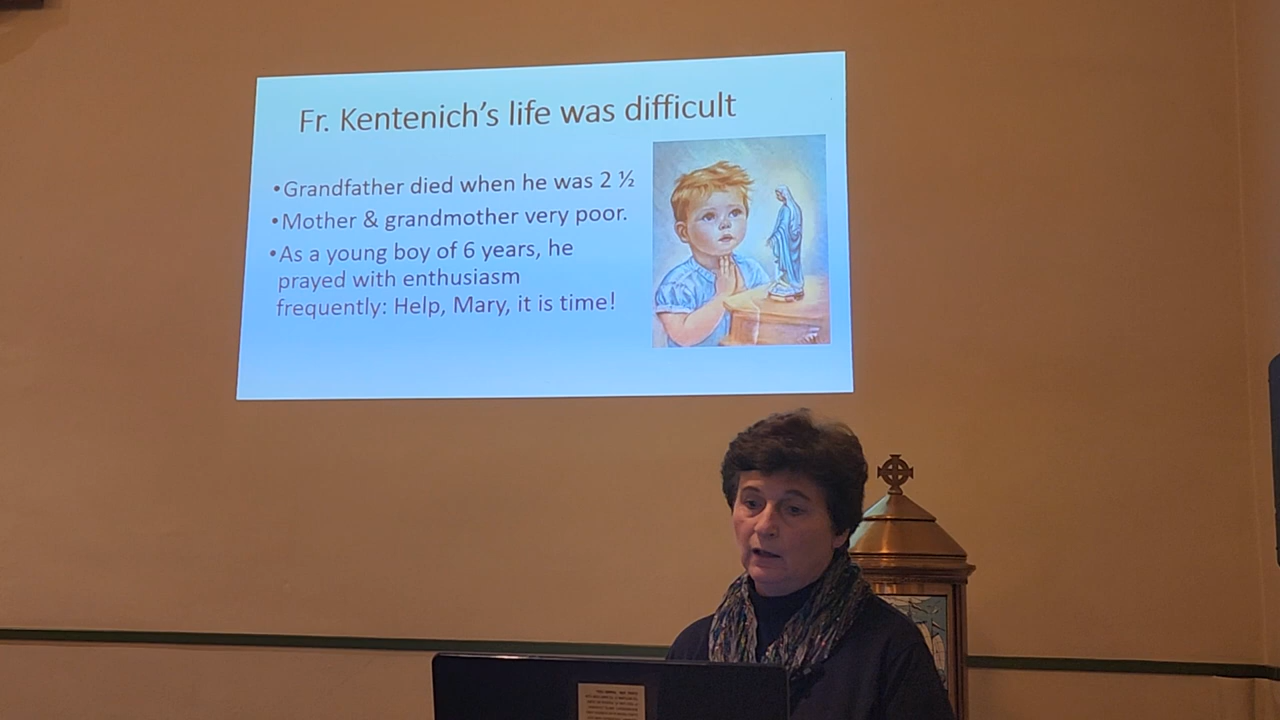 Fr. Kentenich's life was difficult
•Grandfather died when he was 2 ½
•Mother & grandmother very poor.
•As a young boy of 6 years, he
prayed with enthusiasm
frequently: Help, Mary, it is time!